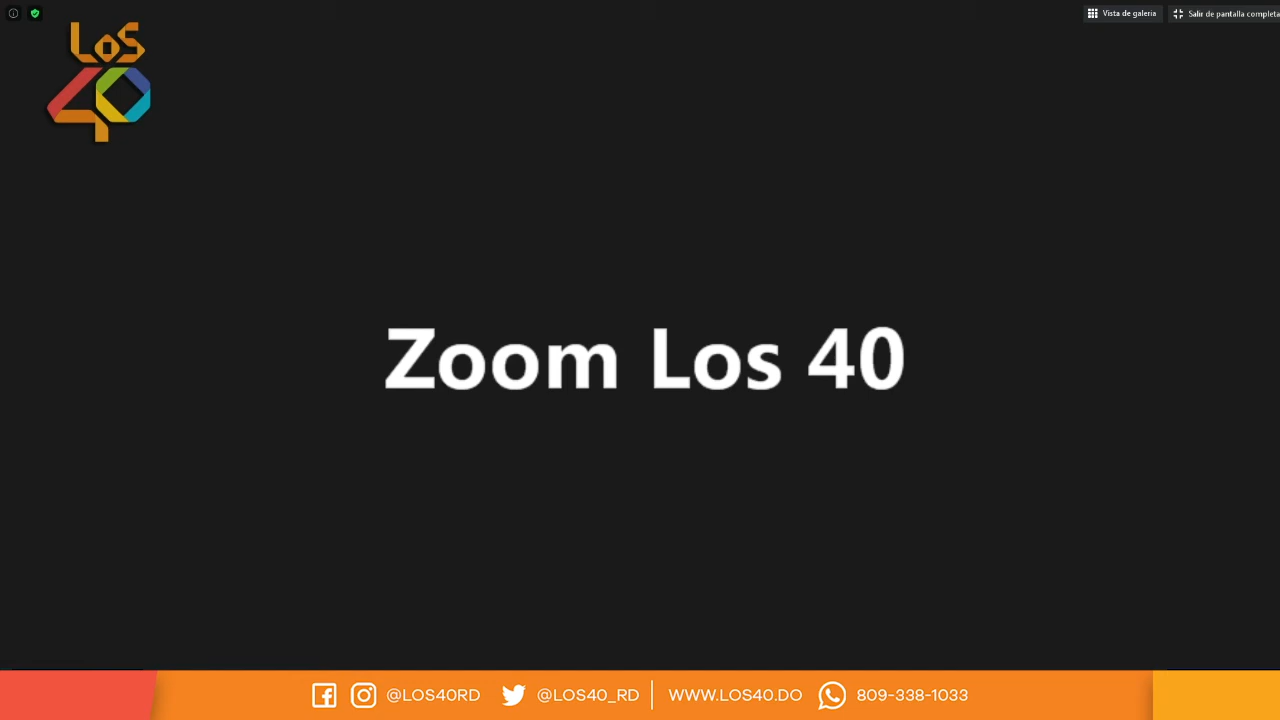 Vista de galería
Salir de pantalla completa
LOS
40
Zoom Los 40
@LOS40RD
@LOS40_RD
WWW.LOS40.DO
809-338-1033